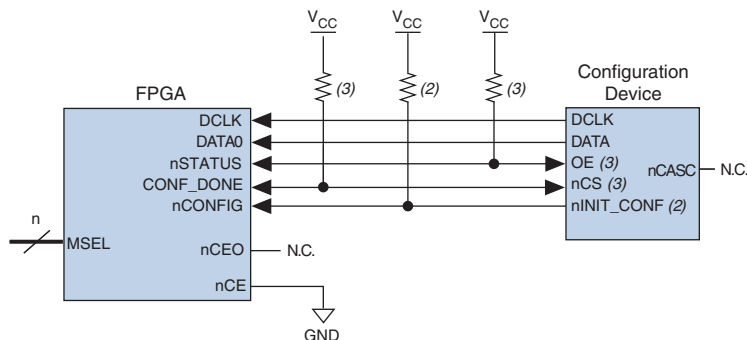 VCC VCC VCC
(3) (2) (3)
FPGA
Configuration
Device
DCLK DCLK
DATA0 DATA
nSTATUS OE (3)
nCASC N.C.
CONF_DONE nCS (3)
nCONFIG nINIT_CONF (2)
n
MSEL
nCEO N.C.
nCE
GND